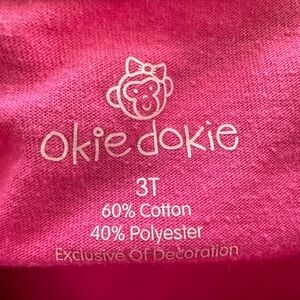 Okie dokie
3T
60% Cotton
40% Polyester
Exclusive Of Decoration